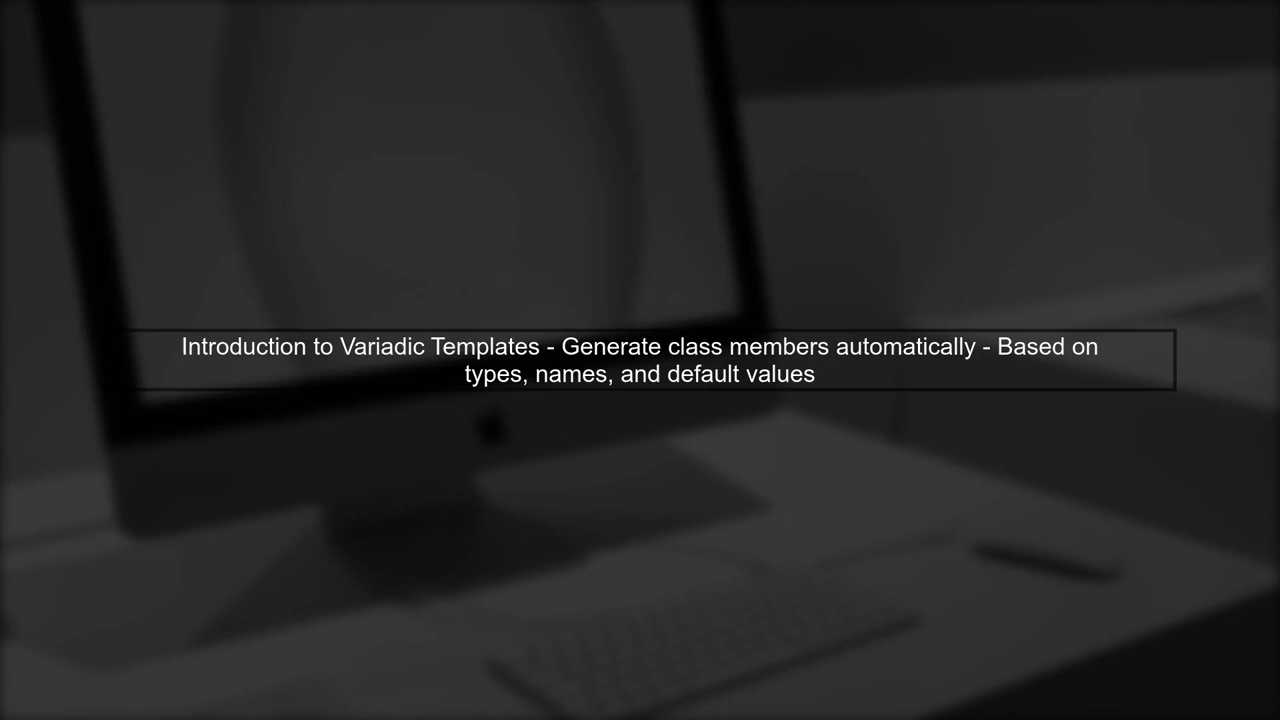 Introduction to Variadic Templates - Generate class members automatically - Based on
types, names, and default values